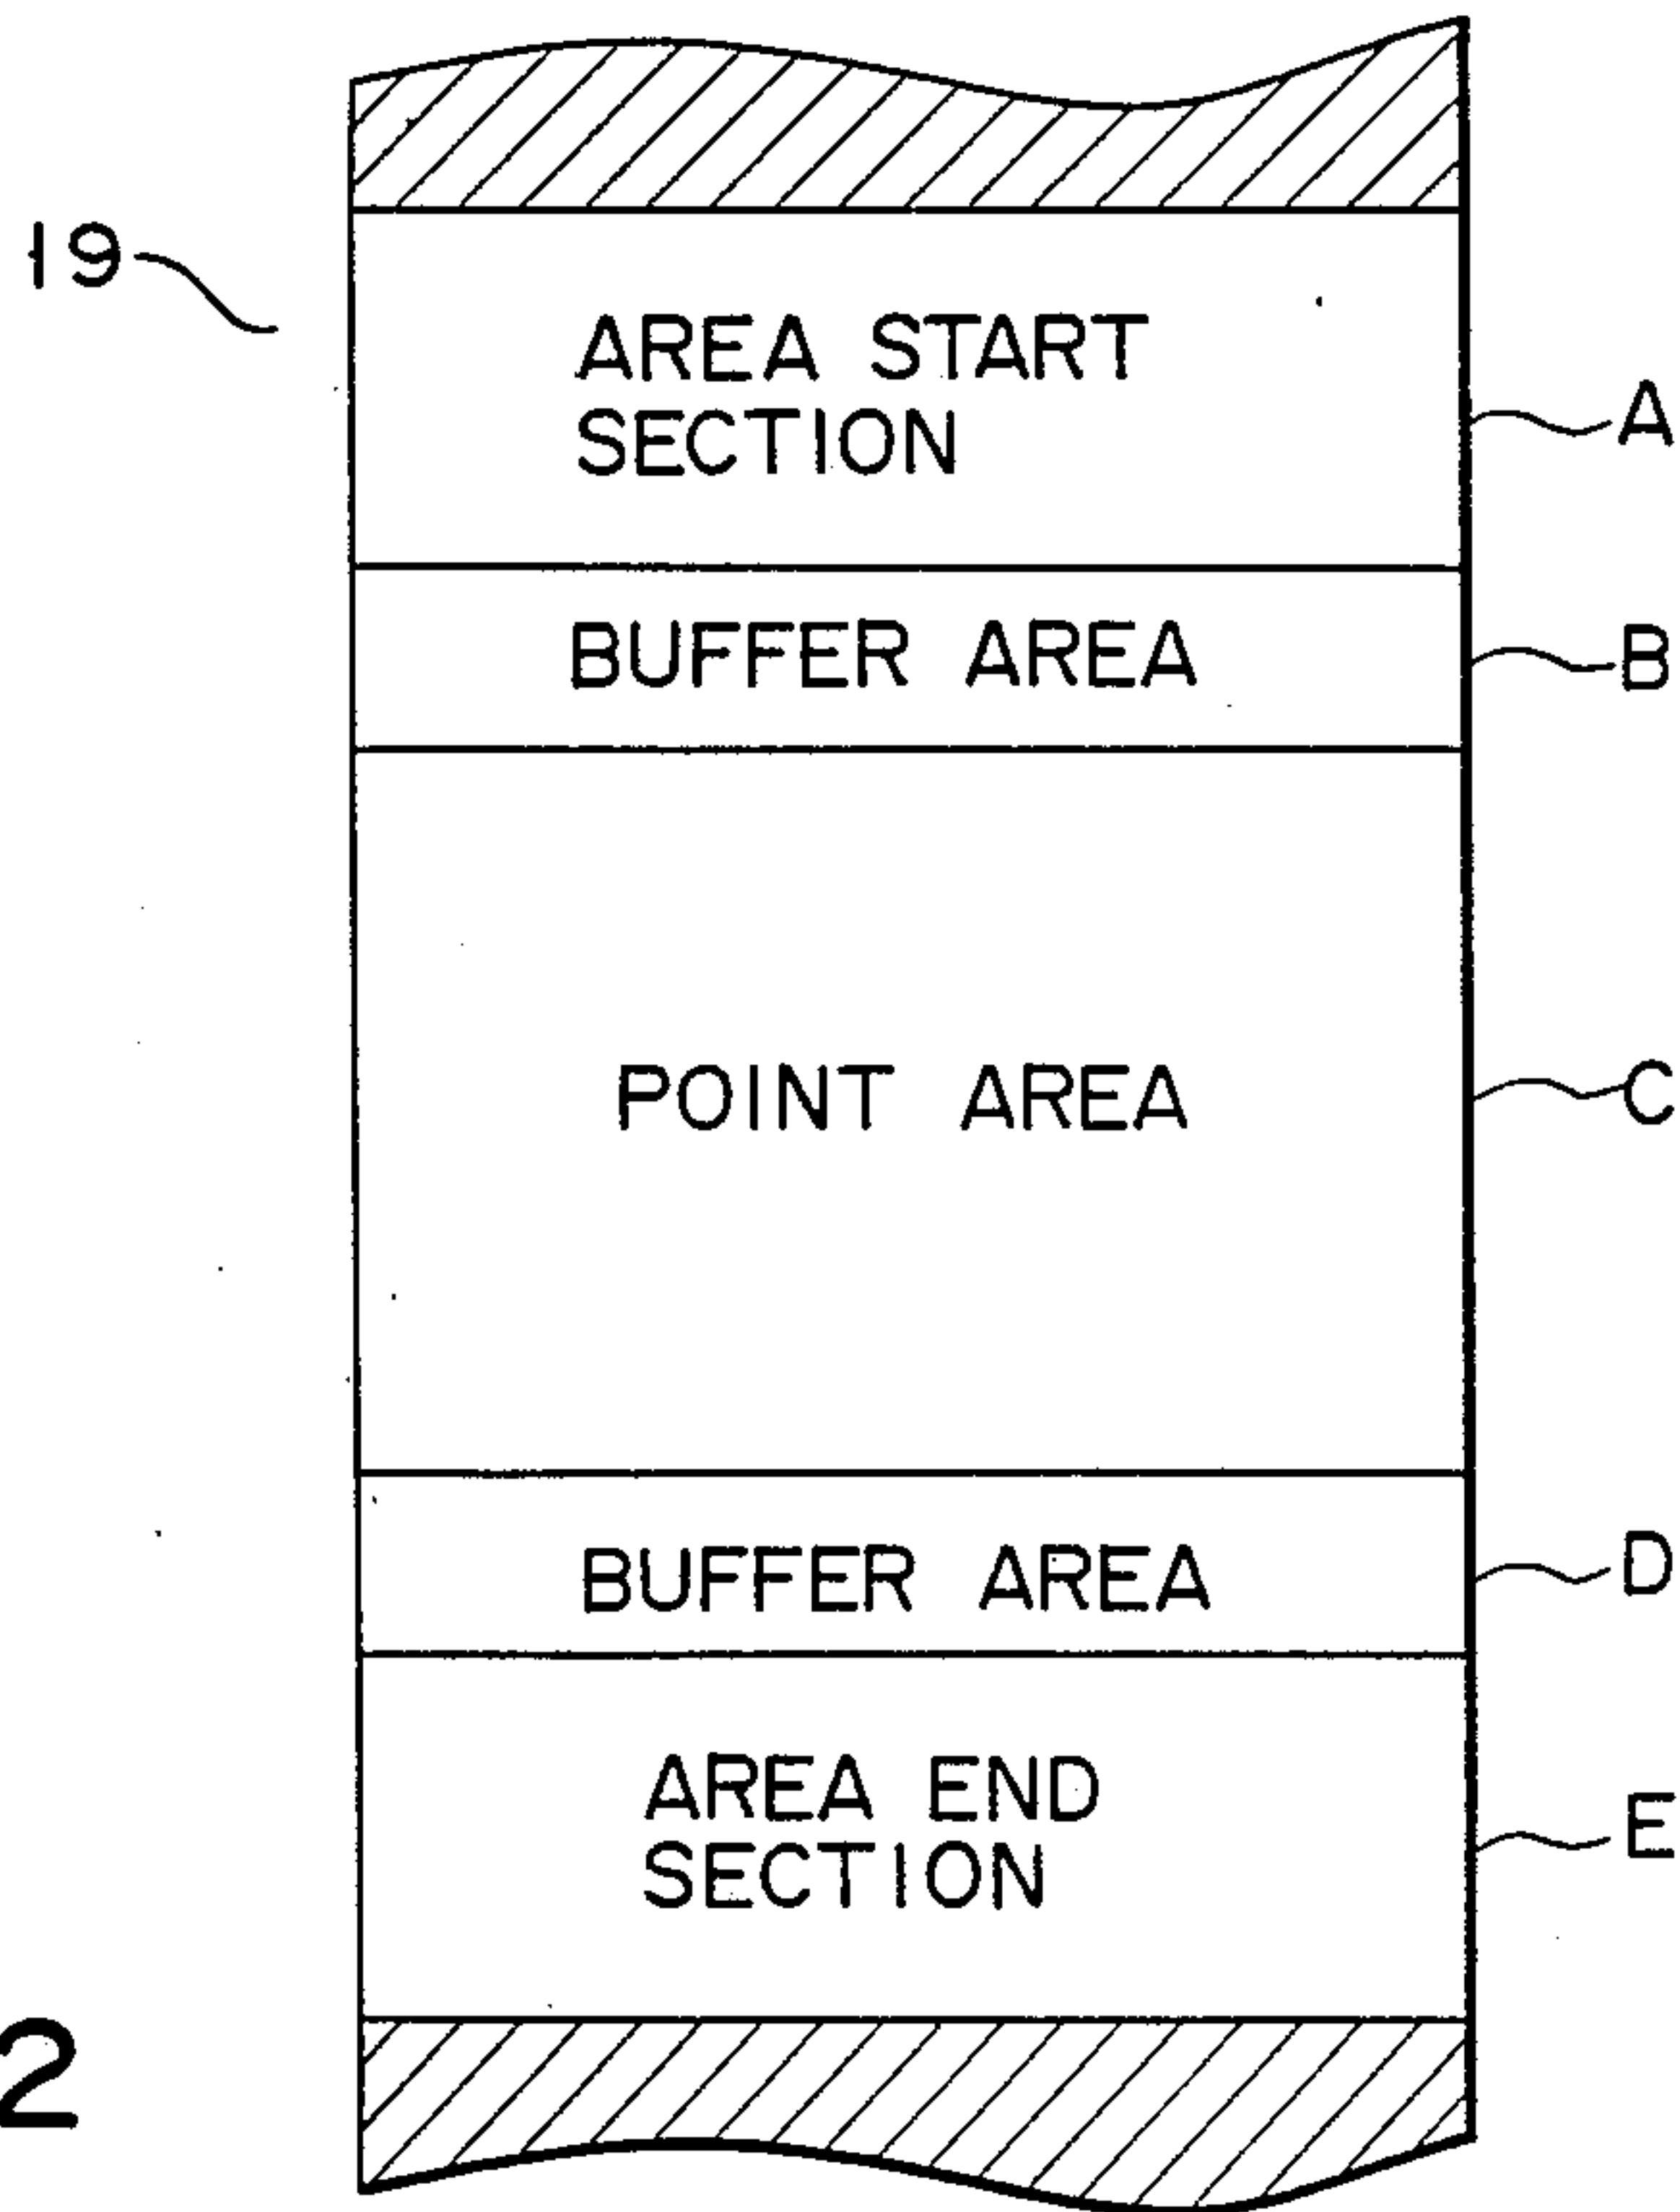 19
AREA START
SECTION
A
BUFFER AREA
B
POINT AREA
C
BUFFER AREA
D
AREA END
SECTION
E
2